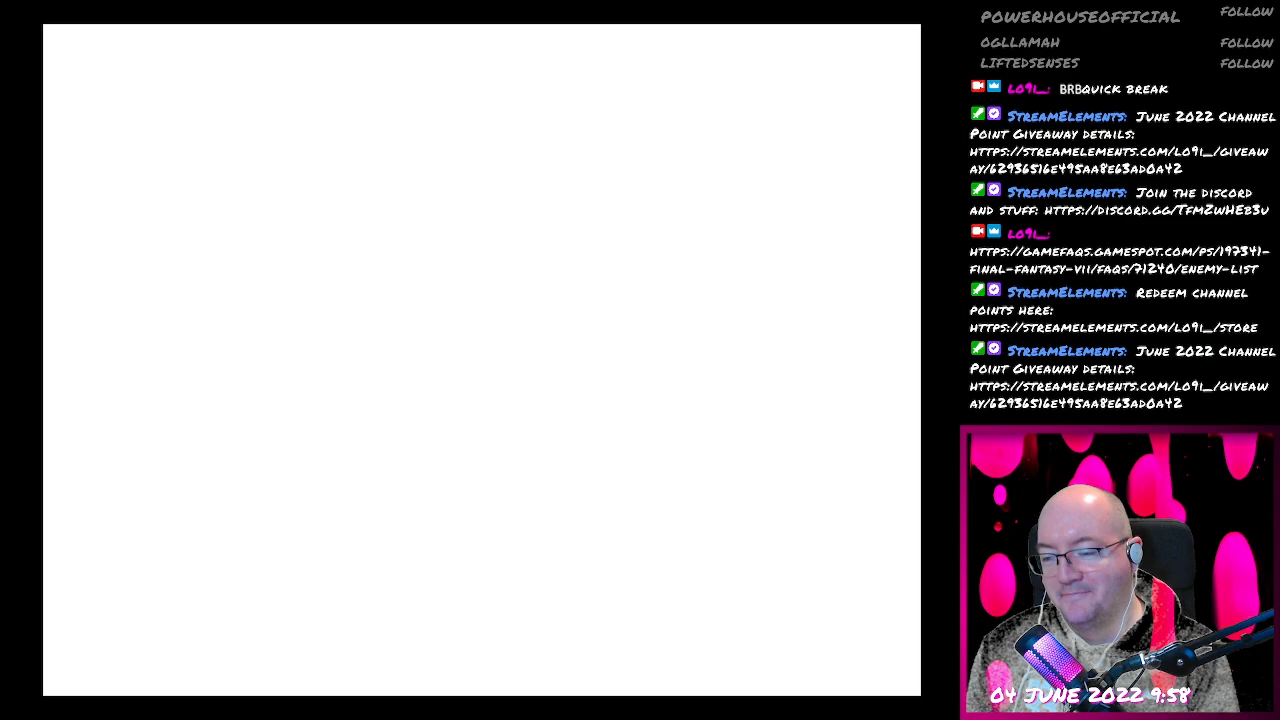 POWERHOUSEOFFICIAL FOLLOW
OGLLAMAH FOLLOW
LIFTEDSENSES FOLLOW
LO9I_: BRBQUICK BREAK
STREAMELEMENTS: JUNE 2022 CHANNEL
POINT GIVEAWAY DETAILS:
HTTPS://STREAMELEMENTS.COM/LO9I_/GIVEAW
AY/62936516E495AA8E63AD0A42
STREAMELEMENTS: JOIN THE DISCORD
AND STUFF: HTTPS://DISCORD.GG/TFMZWHEB3U
LO9I_:
HTTPS://GAMEFAQS.GAMESPOT.COM/PS/197341-
FINAL-FANTASY-VII/FAQS/71240/ENEMY-LIST
STREAMELEMENTS: REDEEM CHANNEL
POINTS HERE:
HTTPS://STREAMELEMENTS.COM/LO9I_/STORE
STREAMELEMENTS: JUNE 2022 CHANNEL
POINT GIVEAWAY DETAILS:
HTTPS://STREAMELEMENTS.COM/LO9I_/GIVEAW
AY/62936516E495AA8E63AD0A42
04 JUNE 2022 9:58